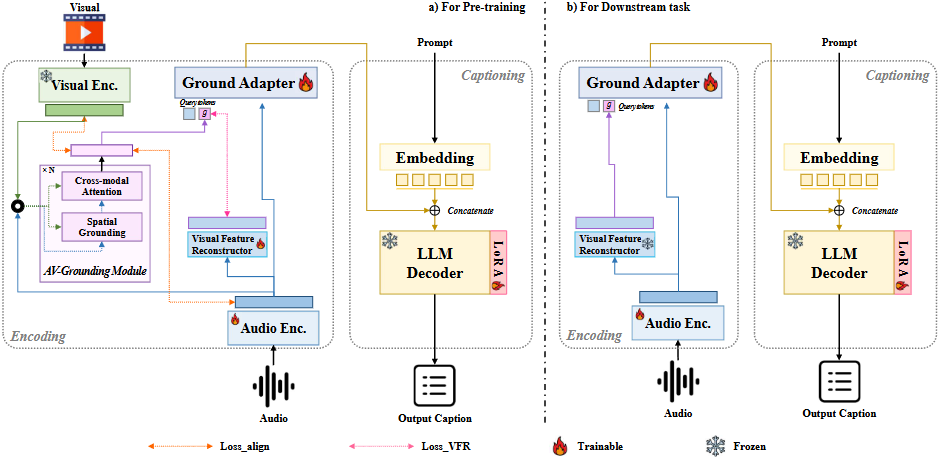 Visual
a) For Pre-training
b) For Downstream task
Visual Enc.
Ground Adapter
Query tokens
g
× N
Cross-modal
Attention
Spatial
Grounding
AV-Grounding Module
Visual Feature
Reconstructor
Audio Enc.
Encoding
Audio
Prompt
Captioning
Embedding
Concatenate
LLM
Decoder
LoRA
Output Caption
Ground Adapter
g
Query tokens
Visual Feature
Reconstructor
Audio Enc.
Encoding
Audio
Prompt
Captioning
Embedding
Concatenate
LLM
Decoder
LoRA
Output Caption
Loss_align
Loss_VFR
Trainable
Frozen